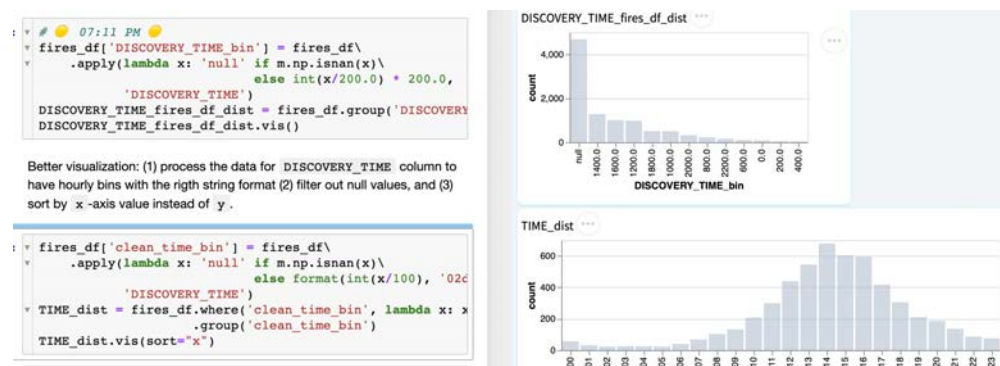 # 🟡 07:11 PM 🟡
fires_df['DISCOVERY_TIME_bin'] = fires_df\
.apply(lambda x: 'null' if m.np.isnan(x)\
else int(x/200.0) * 200.0,
'DISCOVERY_TIME')
DISCOVERY_TIME_fires_df_dist = fires_df.group('DISCOVERY
DISCOVERY_TIME_fires_df_dist.vis()
Better visualization: (1) process the data for DISCOVERY_TIME column to
have hourly bins with the rigth string format (2) filter out null values, and (3)
sort by x -axis value instead of y .
fires_df['clean_time_bin'] = fires_df\
.apply(lambda x: 'null' if m.np.isnan(x)\
else format(int(x/100), '02d
'DISCOVERY_TIME')
TIME_dist = fires_df.where('clean_time_bin', lambda x: x
.group('clean_time_bin')
TIME_dist.vis(sort="x")
DISCOVERY_TIME_fires_df_dist
4,000
2,000
0
count
null
1400.0
1600.0
1200.0
1800.0
1000.0
2000.0
800.0
2200.0
600.0
0.0
200.0
400.0
DISCOVERY_TIME_bin
TIME_dist
600
400
200
0
count
00
01
02
03
04
05
06
07
08
09
10
11
12
13
14
15
16
17
18
19
20
21
22
23